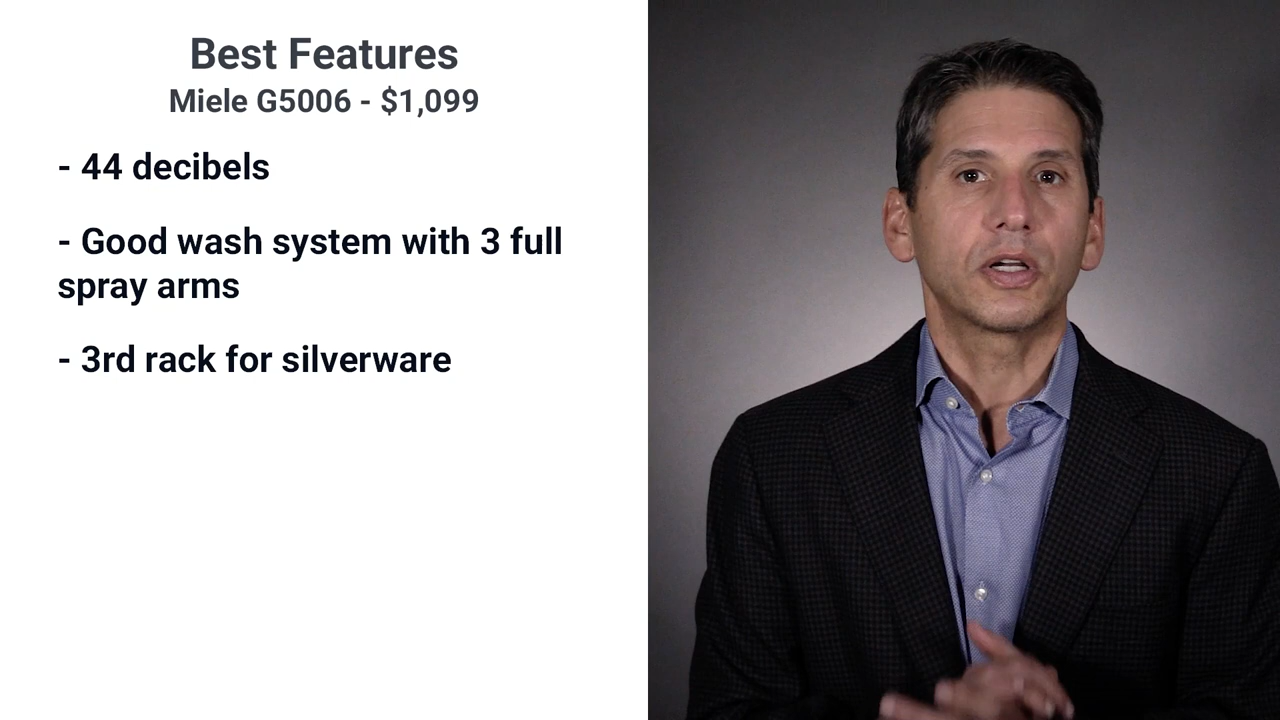 Best Features
Miele G5006 - $1,099
- 44 decibels
- Good wash system with 3 full
spray arms
- 3rd rack for silverware